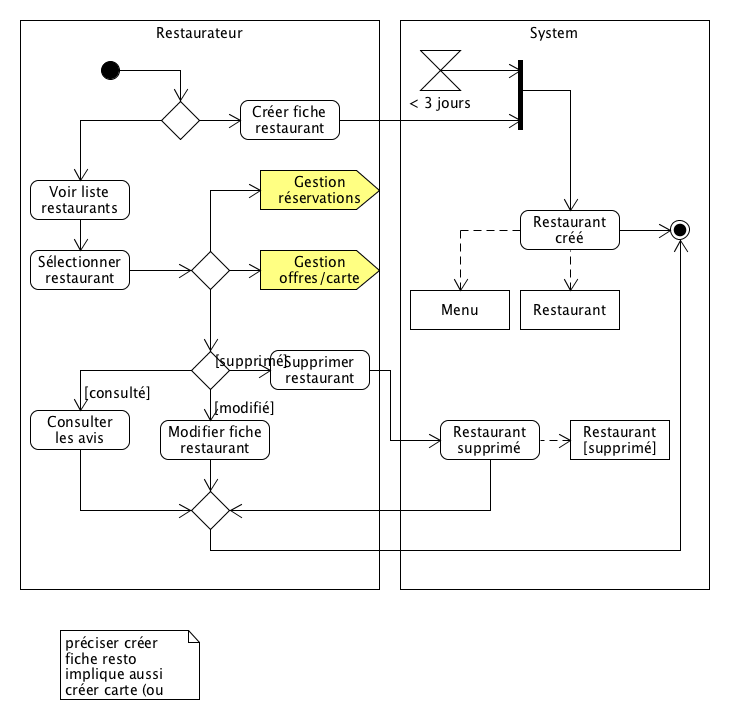 Restaurateur
System
< 3 jours
Créer fiche
restaurant
Voir liste
restaurants
Gestion
réservations
Restaurant
créé
Sélectionner
restaurant
Gestion
offres/carte
Menu
Restaurant
[supprimé]
Supprimer
restaurant
[consulté]
[modifié]
Consulter
les avis
Modifier fiche
restaurant
Restaurant
supprimé
Restaurant
[supprimé]
préciser créer
fiche resto
implique aussi
créer carte (ou